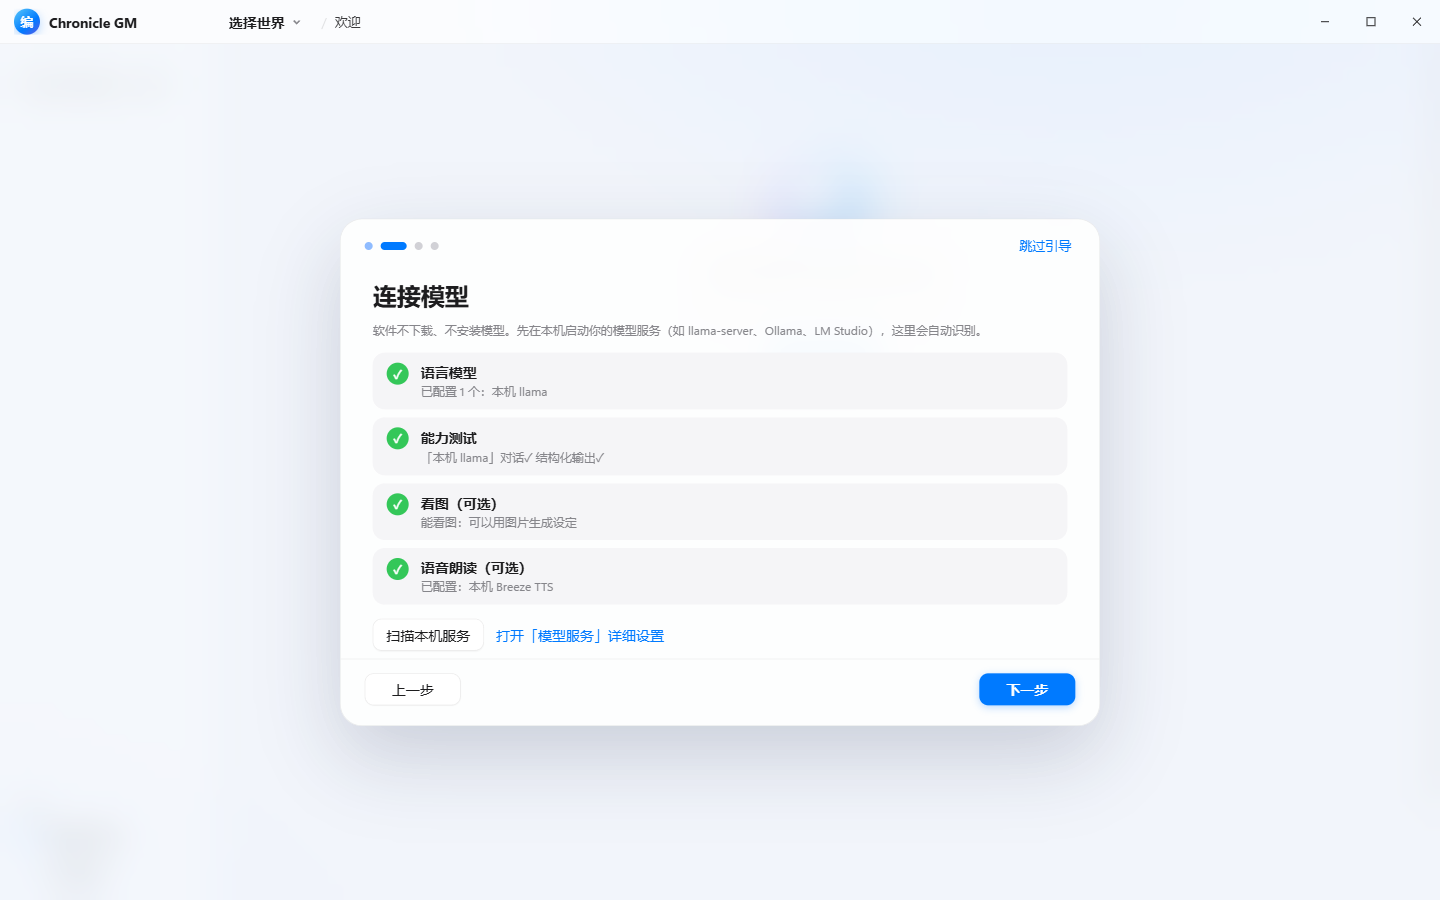 编 Chronicle GM 选择世界 / 欢迎
跳过引导
连接模型
软件不下载、不安装模型。先在本机启动你的模型服务（如 llama-server、Ollama、LM Studio），这里会自动识别。
语言模型
已配置 1 个：本机 llama
能力测试
「本机 llama」对话✓ 结构化输出✓
看图（可选）
能看图：可以用图片生成设定
语音朗读（可选）
已配置：本机 Breeze TTS
扫描本机服务 打开「模型服务」详细设置
上一步 下一步